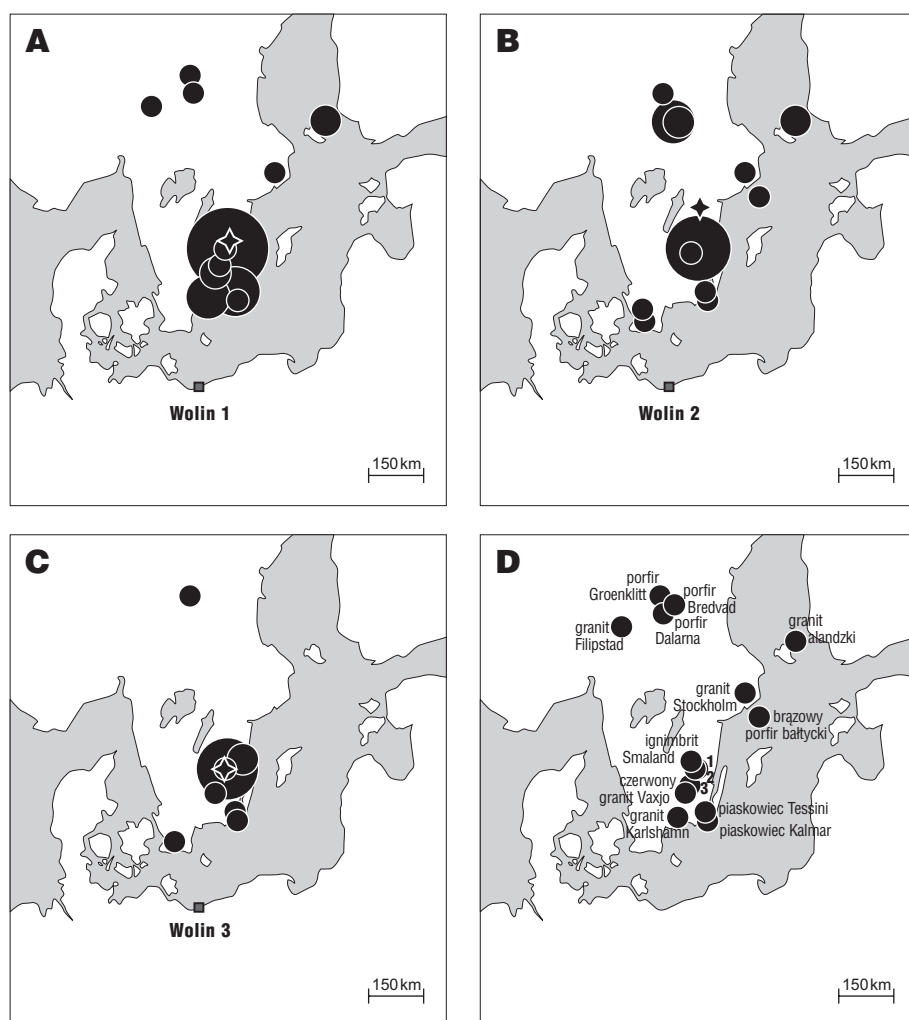 A
Wolin 1
150 km
B
Wolin 2
150 km
C
Wolin 3
150 km
D
porfir
Groenklitt
porfir
Bredvad
porfir
Dalarna
granit
Filipstad
granit
alandzki
granit
Stockholm
brązowy
porfir bałtycki
ignimbrit
Smaland
1
2
3
czerwony
granit Vaxjo
granit
Karlshamn
piaskowiec Tessini
piaskowiec Kalmar
150 km